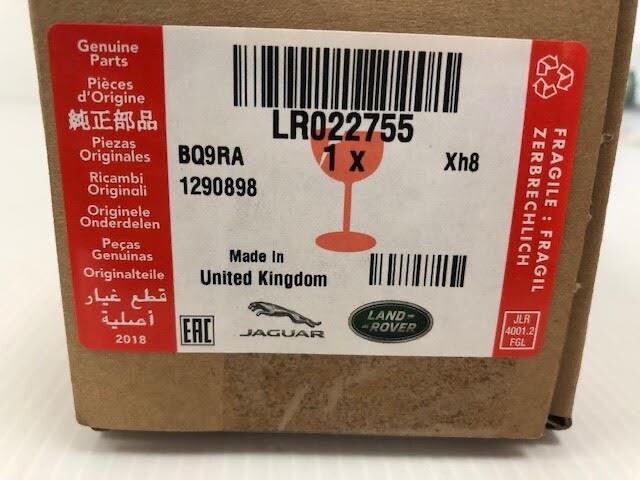 Genuine
Parts
Pièces
d'Origine
純正部品
Piezas
Originales
Ricambi
Originali
Originele
Onderdelen
Peças
Genuinas
Originalteile
قطع غيار
أصلية
2018
LR022755
BQ9RA
1 x
Xh8
1290898
Made In
United Kingdom
EAC
JAGUAR
LAND-
-ROVER
FRAGILE : FRAGIL
ZERBRECHLICH
JLR
4001.2
FGL